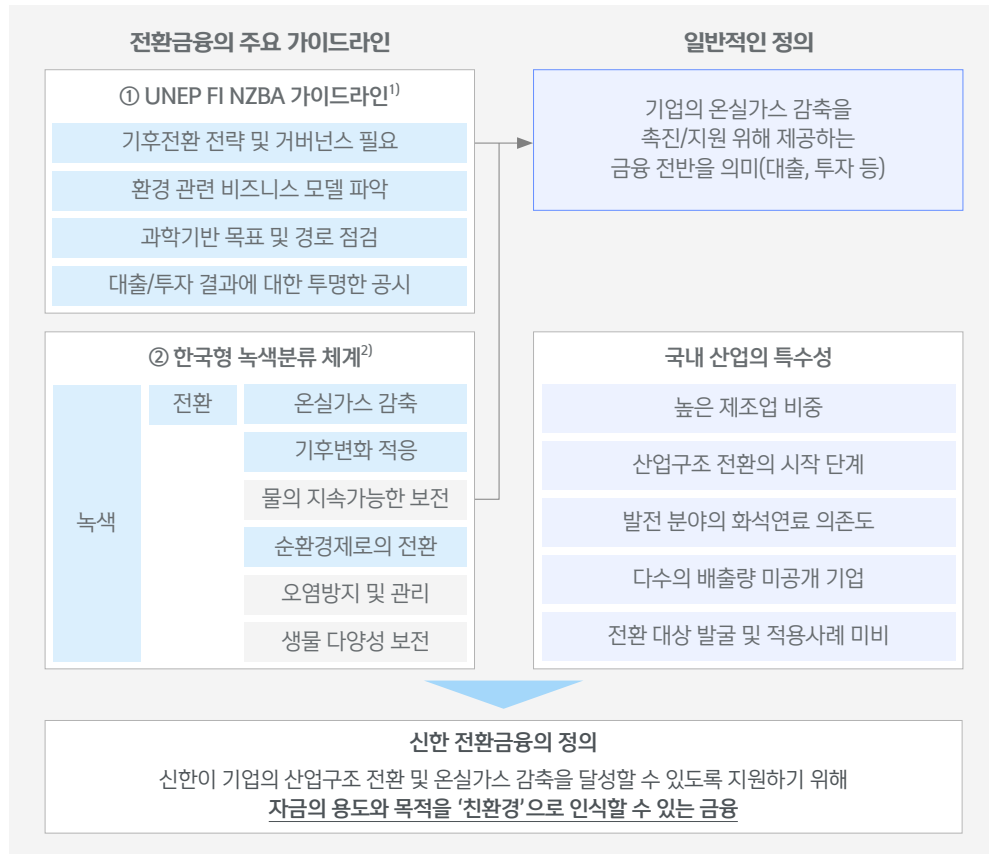 전환금융의 주요 가이드라인
① UNEP FI NZBA 가이드라인1)
기후전환 전략 및 거버넌스 필요
환경 관련 비즈니스 모델 파악
과학기반 목표 및 경로 점검
대출/투자 결과에 대한 투명한 공시
② 한국형 녹색분류 체계2)
녹색
전환
온실가스 감축
기후변화 적응
물의 지속가능한 보전
순환경제로의 전환
오염방지 및 관리
생물 다양성 보전
일반적인 정의
기업의 온실가스 감축을
촉진/지원 위해 제공하는
금융 전반을 의미(대출, 투자 등)
국내 산업의 특수성
높은 제조업 비중
산업구조 전환의 시작 단계
발전 분야의 화석연료 의존도
다수의 배출량 미공개 기업
전환 대상 발굴 및 적용사례 미비
신한 전환금융의 정의
신한이 기업의 산업구조 전환 및 온실가스 감축을 달성할 수 있도록 지원하기 위해
자금의 용도와 목적을 ‘친환경’으로 인식할 수 있는 금융